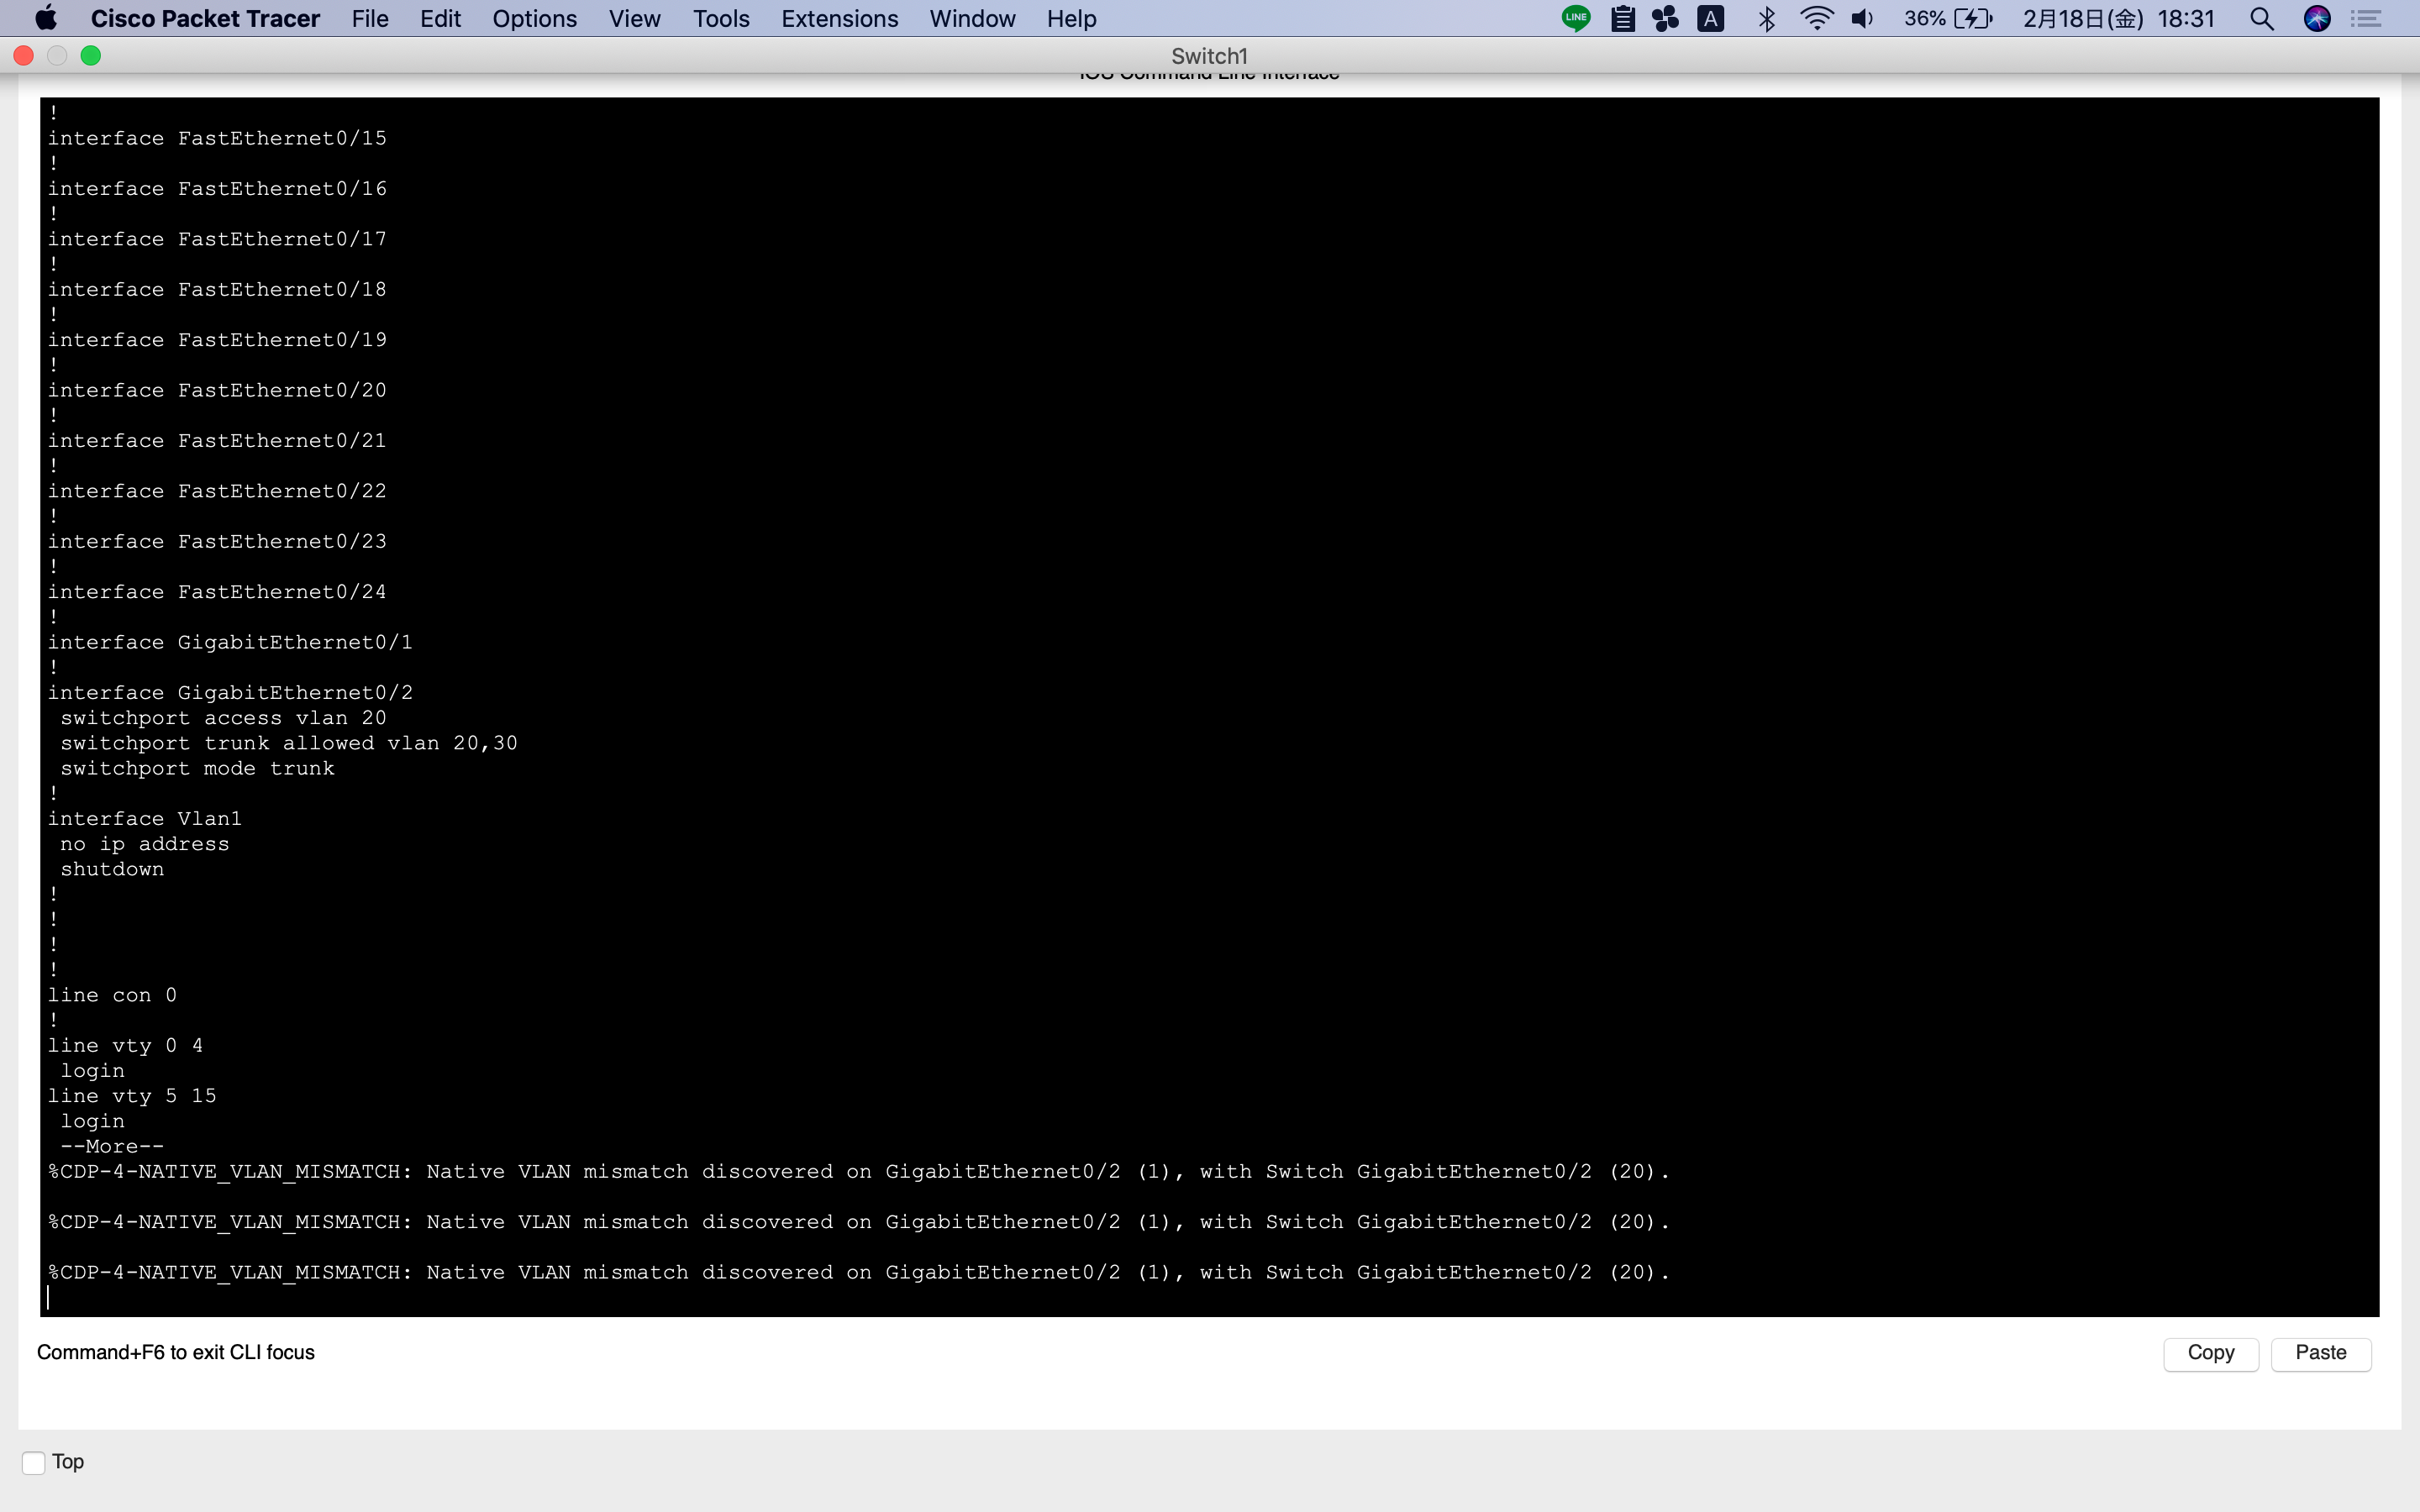 Cisco Packet Tracer File Edit Options View Tools Extensions Window Help LINE A 36% 2月18日(金) 18:31
Switch1
IOS Command Line Interface
!
interface FastEthernet0/15
!
interface FastEthernet0/16
!
interface FastEthernet0/17
!
interface FastEthernet0/18
!
interface FastEthernet0/19
!
interface FastEthernet0/20
!
interface FastEthernet0/21
!
interface FastEthernet0/22
!
interface FastEthernet0/23
!
interface FastEthernet0/24
!
interface GigabitEthernet0/1
!
interface GigabitEthernet0/2
switchport access vlan 20
switchport trunk allowed vlan 20,30
switchport mode trunk
!
interface Vlan1
no ip address
shutdown
!
!
!
!
line con 0
!
line vty 0 4
login
line vty 5 15
login
--More--
%CDP-4-NATIVE_VLAN_MISMATCH: Native VLAN mismatch discovered on GigabitEthernet0/2 (1), with Switch GigabitEthernet0/2 (20).
%CDP-4-NATIVE_VLAN_MISMATCH: Native VLAN mismatch discovered on GigabitEthernet0/2 (1), with Switch GigabitEthernet0/2 (20).
%CDP-4-NATIVE_VLAN_MISMATCH: Native VLAN mismatch discovered on GigabitEthernet0/2 (1), with Switch GigabitEthernet0/2 (20).
Command+F6 to exit CLI focus
Copy Paste
Top